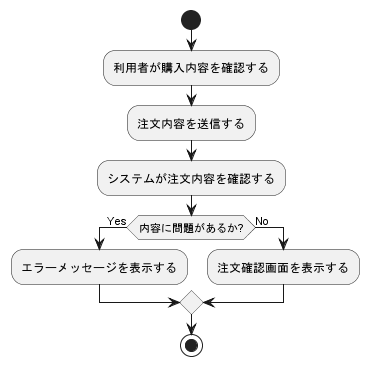 利用者が購入内容を確認する
注文内容を送信する
システムが注文内容を確認する
内容に問題があるか?
Yes
No
エラーメッセージを表示する
注文確認画面を表示する